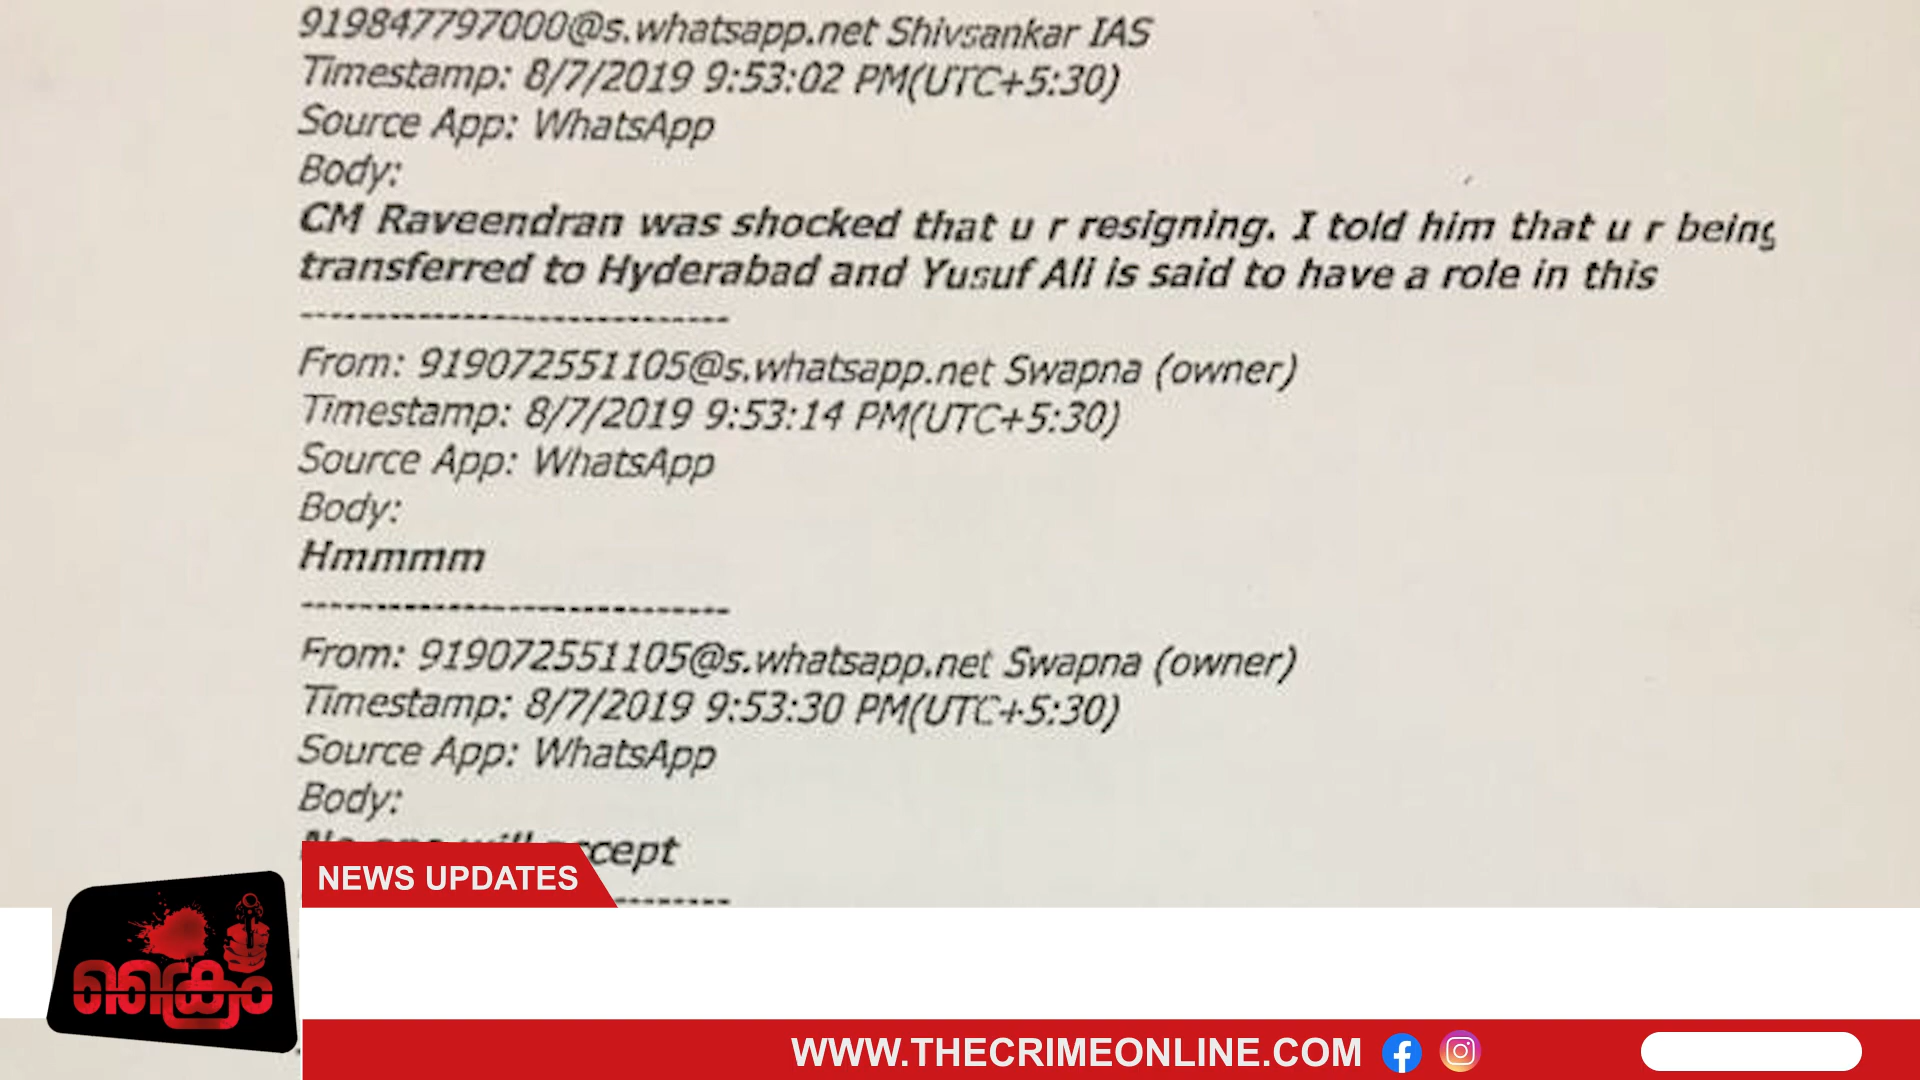 919847797000@s.whatsapp.net Shivsankar IAS
Timestamp: 8/7/2019 9:53:02 PM(UTC+5:30)
Source App: WhatsApp
Body:
CM Raveendran was shocked that u r resigning. I told him that u r being
transferred to Hyderabad and Yusuf Ali is said to have a role in this
-----------------------------
From: 919072551105@s.whatsapp.net Swapna (owner)
Timestamp: 8/7/2019 9:53:14 PM(UTC+5:30)
Source App: WhatsApp
Body:
Hmmmm
-----------------------------
From: 919072551105@s.whatsapp.net Swapna (owner)
Timestamp: 8/7/2019 9:53:30 PM(UTC+5:30)
Source App: WhatsApp
Body:
No one will accept
NEWS UPDATES
ക്രൈം
WWW.THECRIMEONLINE.COM